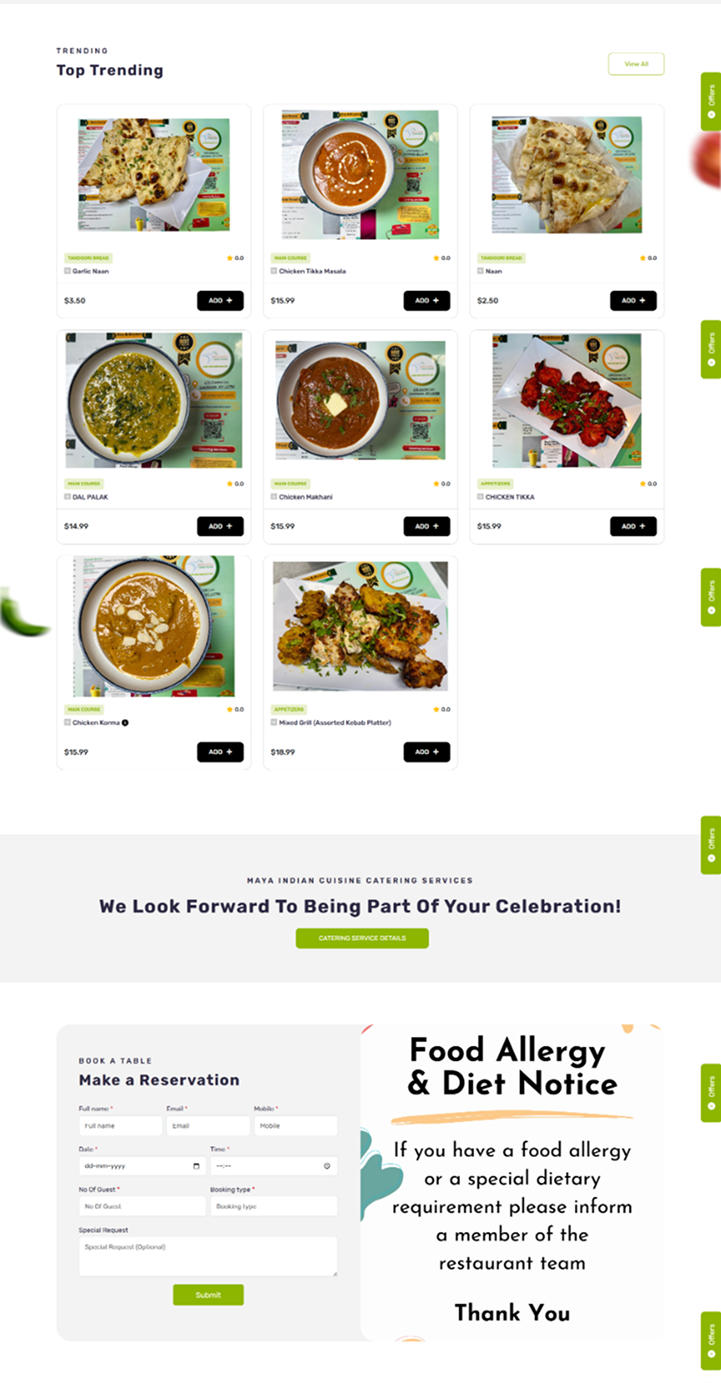 TRENDING
Top Trending
View All
TANDOORI BREAD
0.0
Garlic Naan
$3.50
ADD +
MAIN COURSE
0.0
Chicken Tikka Masala
$15.99
ADD +
TANDOORI BREAD
0.0
Naan
$2.50
ADD +
MAIN COURSE
0.0
DAL PALAK
$14.99
ADD +
MAIN COURSE
0.0
Chicken Makhani
$15.99
ADD +
APPETIZERS
0.0
CHICKEN TIKKA
$15.99
ADD +
MAIN COURSE
0.0
Chicken Korma
$15.99
ADD +
APPETIZERS
0.0
Mixed Grill (Assorted Kebab Platter)
$18.99
ADD +
MAYA INDIAN CUISINE CATERING SERVICES
We Look Forward To Being Part Of Your Celebration!
CATERING SERVICE DETAILS
BOOK A TABLE
Make a Reservation
Full name *
Email *
Mobile *
Full name
Email
Mobile
Date *
Time *
dd-mm-yyyy
--:--
No Of Guest *
Booking type *
No Of Guest
Booking type
Special Request
Special Request (Optional)
Submit
Food Allergy
& Diet Notice
If you have a food allergy
or a special dietary
requirement please inform
a member of the
restaurant team
Thank You
Offers
Offers
Offers
Offers
Offers
Offers